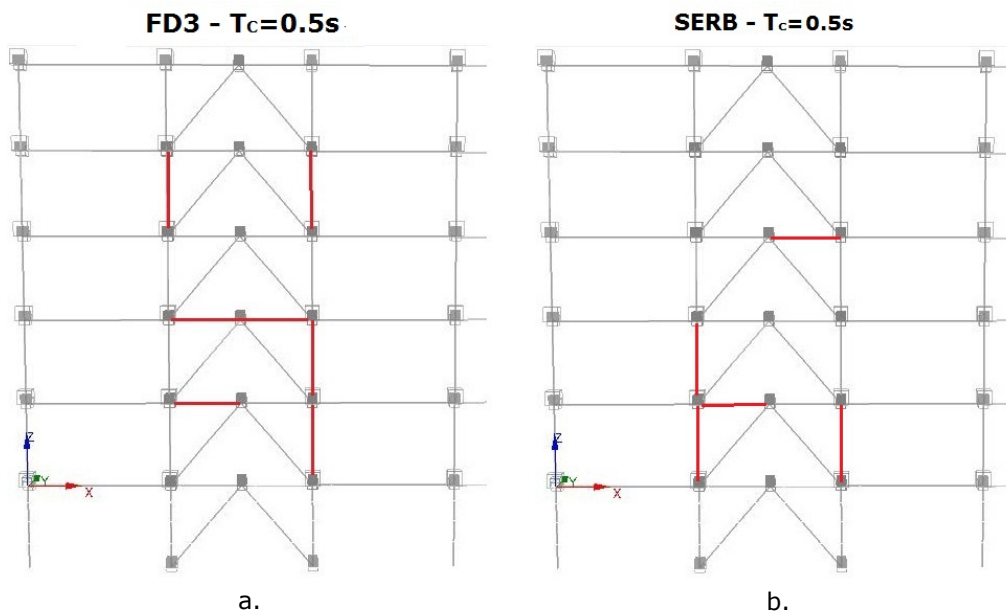 FD3 - Tc=0.5s
SERB - Tc=0.5s
Z
Y
X
Z
Y
X
a.
b.